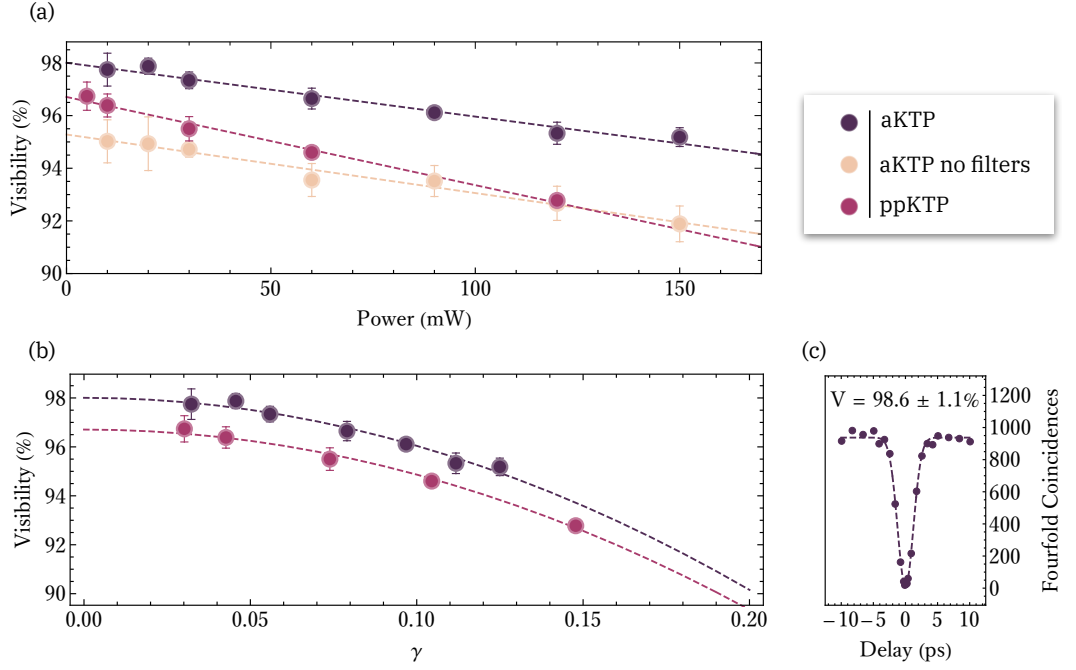 (a)
98
96
94
92
90
Visibility (%)
0 50 100 150
Power (mW)
aKTP
aKTP no filters
ppKTP
(b)
98
96
94
92
90
Visibility (%)
0.00 0.05 0.10 0.15 0.20
γ
(c)
V = 98.6 ± 1.1%
1200
1000
800
600
400
200
0
Fourfold Coincidences
−10 −5 0 5 10
Delay (ps)